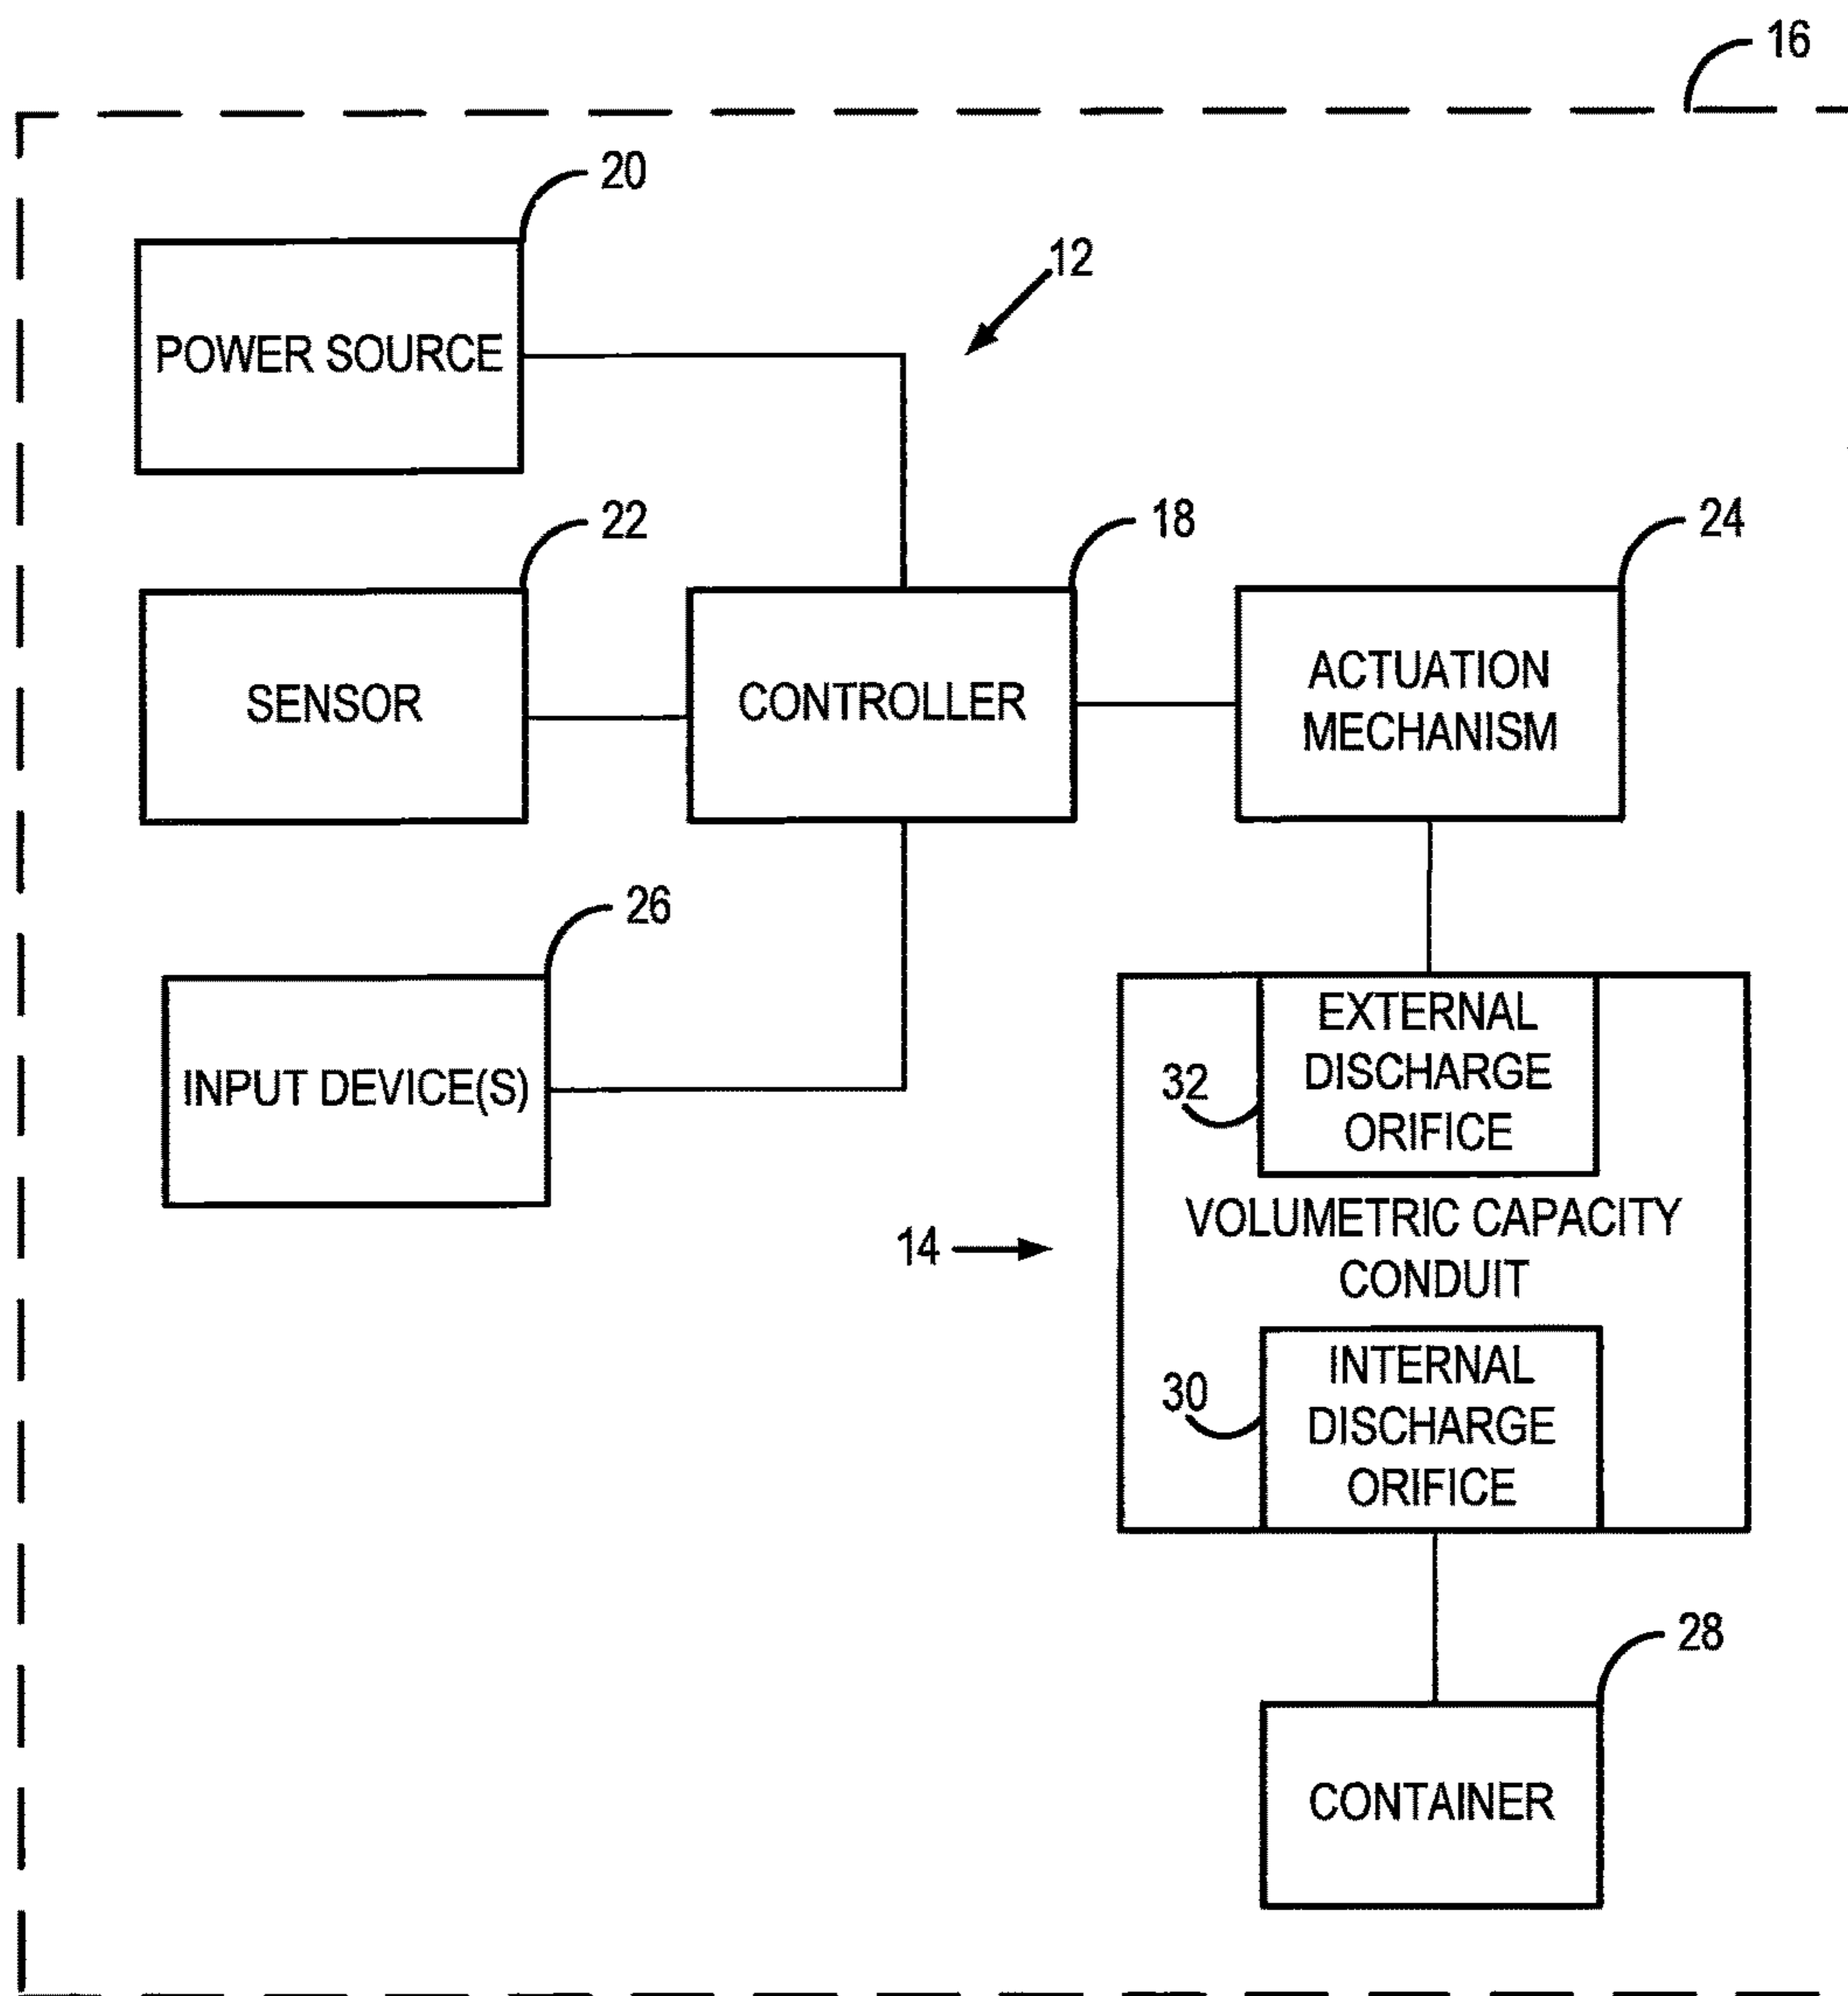 16
20
12
POWER SOURCE
22
18
24
SENSOR
CONTROLLER
ACTUATION
MECHANISM
26
INPUT DEVICE(S)
EXTERNAL
DISCHARGE
ORIFICE
32
VOLUMETRIC CAPACITY
CONDUIT
14
INTERNAL
DISCHARGE
ORIFICE
30
28
CONTAINER